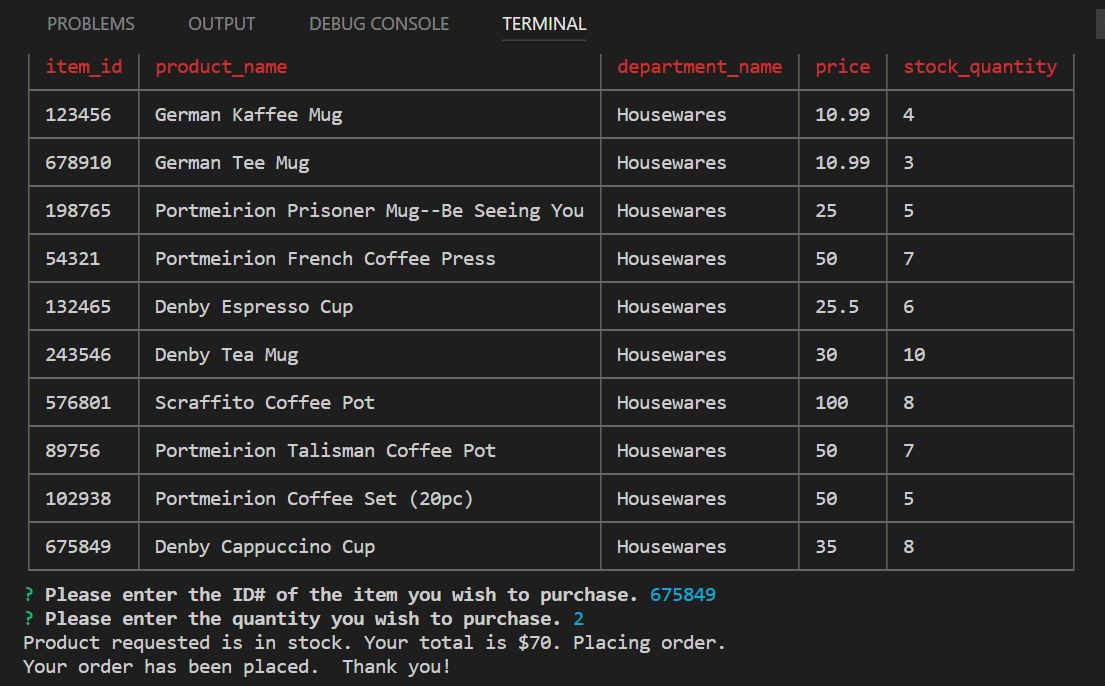 PROBLEMS OUTPUT DEBUG CONSOLE TERMINAL
item_id product_name department_name price stock_quantity
123456 German Kaffee Mug Housewares 10.99 4
678910 German Tee Mug Housewares 10.99 3
198765 Portmeirion Prisoner Mug--Be Seeing You Housewares 25 5
54321 Portmeirion French Coffee Press Housewares 50 7
132465 Denby Espresso Cup Housewares 25.5 6
243546 Denby Tea Mug Housewares 30 10
576801 Scraffito Coffee Pot Housewares 100 8
89756 Portmeirion Talisman Coffee Pot Housewares 50 7
102938 Portmeirion Coffee Set (20pc) Housewares 50 5
675849 Denby Cappuccino Cup Housewares 35 8
? Please enter the ID# of the item you wish to purchase. 675849
? Please enter the quantity you wish to purchase. 2
Product requested is in stock. Your total is $70. Placing order.
Your order has been placed.  Thank you!